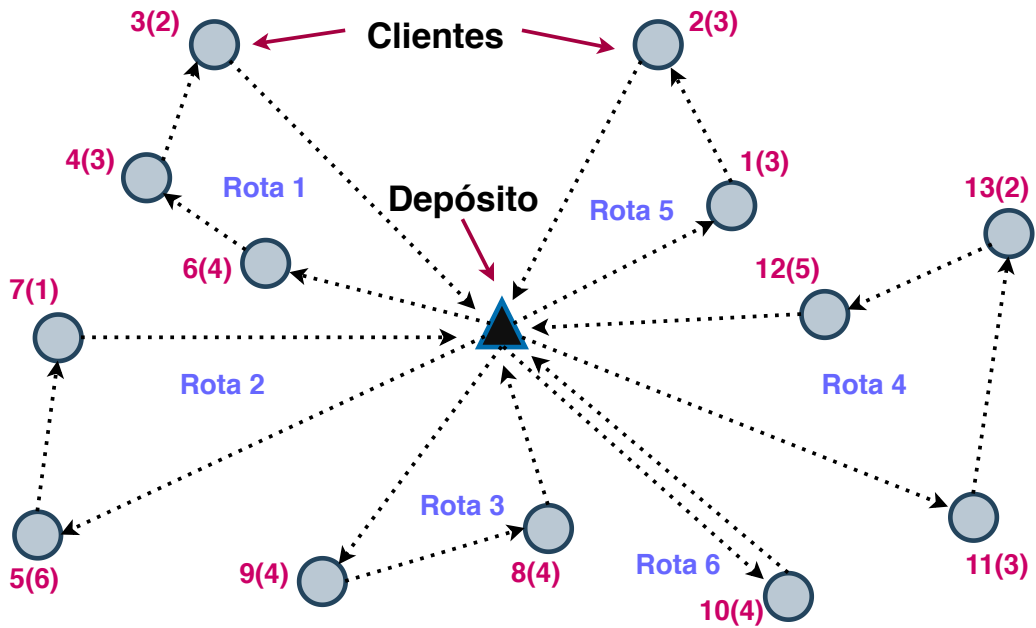 3(2)
Clientes
2(3)
4(3)
Rota 1
1(3)
Depósito
Rota 5
13(2)
6(4)
12(5)
7(1)
Rota 2
Rota 4
Rota 3
9(4)
8(4)
Rota 6
11(3)
5(6)
10(4)